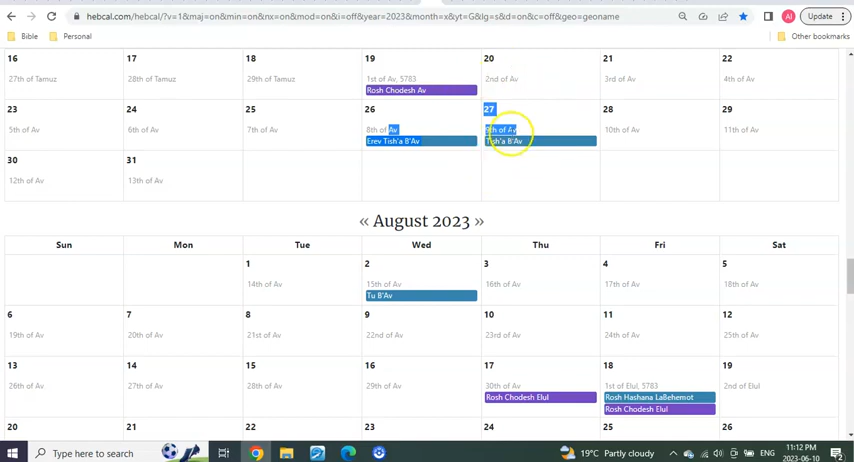 hebcal.com/hebcal/?v=1&maj=on&min=on&nx=on&mod=on&i=off&year=2023&month=x&yt=G&lg=s&d=on&c=off&geo=geoname
AI
Update
Bible
Personal
Other bookmarks
16 17 18 19 20 21 22
27th of Tamuz 28th of Tamuz 29th of Tamuz 1st of Av, 5783 2nd of Av 3rd of Av 4th of Av
Rosh Chodesh Av
23 24 25 26 27 28 29
5th of Av 6th of Av 7th of Av 8th of Av 9th of Av 10th of Av 11th of Av
Erev Tish'a B'Av Tish'a B'Av
30 31
12th of Av 13th of Av
« August 2023 »
Sun Mon Tue Wed Thu Fri Sat
1 2 3 4 5
14th of Av 15th of Av 16th of Av 17th of Av 18th of Av
Tu B'Av
6 7 8 9 10 11 12
19th of Av 20th of Av 21st of Av 22nd of Av 23rd of Av 24th of Av 25th of Av
13 14 15 16 17 18 19
26th of Av 27th of Av 28th of Av 29th of Av 30th of Av 1st of Elul, 5783 2nd of Elul
Rosh Chodesh Elul Rosh Hashana LaBehemot
Rosh Chodesh Elul
20 21 22 23 24 25 26
Type here to search
19°C Partly cloudy
ENG
11:12 PM
2023-06-10
2